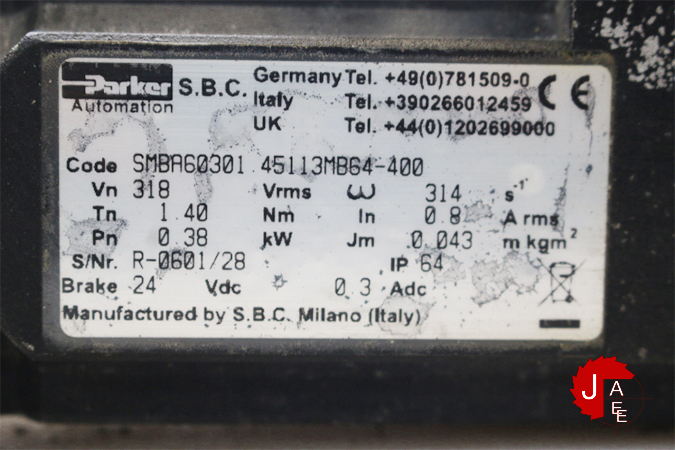 Parker Automation S.B.C. Germany Tel. +49(0)781509-0
Italy Tel. +390266012459 CE
UK Tel. +44(0)1202699000
Code SMBA60301.45113MB64-400
Vn 318 Vrms ω 314 s⁻¹
Tn 1.40 Nm In 0.8 A rms
Pn 0.38 kW Jm 0.043 m kgm²
S/Nr. R-0601/28 IP 64
Brake 24 Vdc 0.3 Adc
Manufactured by S.B.C. Milano (Italy)
J A E E